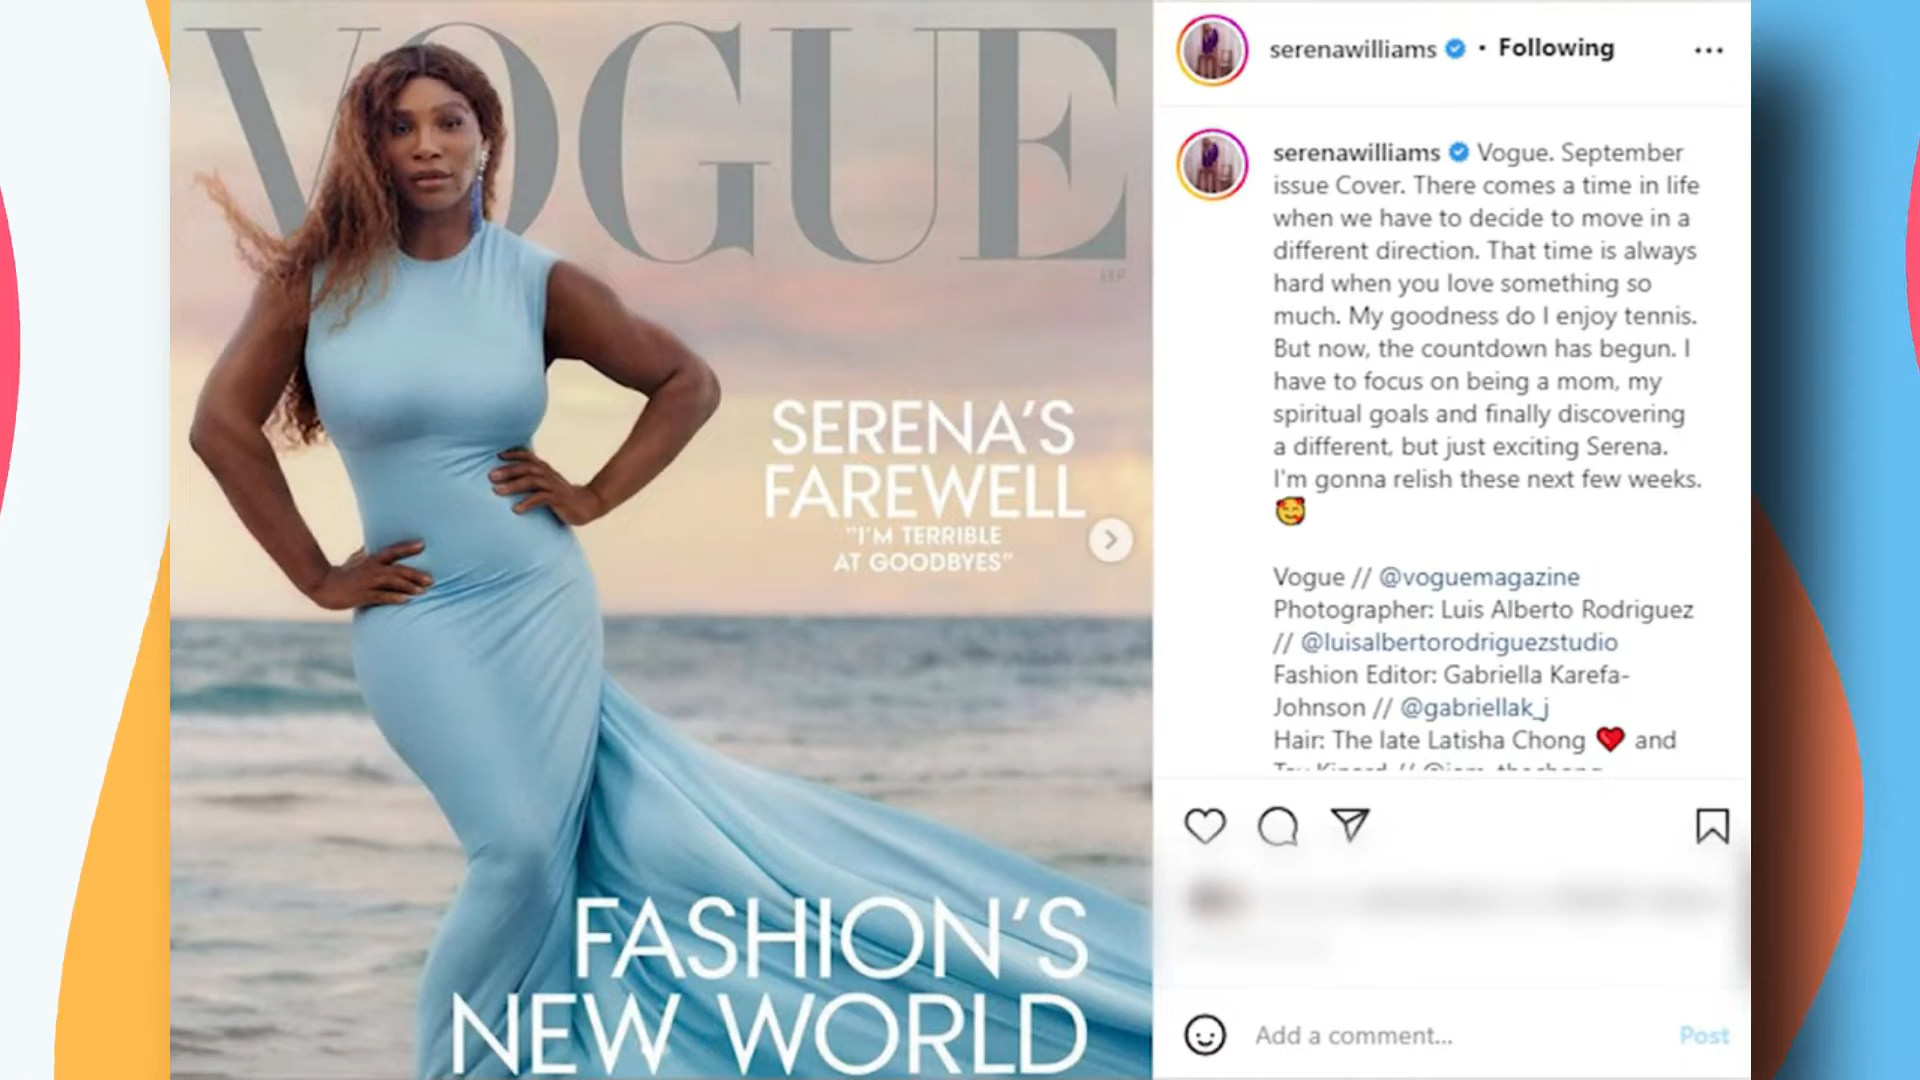 VOGUE
SEP
SERENA'S
FAREWELL
"I'M TERRIBLE
AT GOODBYES"
FASHION'S
NEW WORLD
serenawilliams • Following
serenawilliams Vogue. September
issue Cover. There comes a time in life
when we have to decide to move in a
different direction. That time is always
hard when you love something so
much. My goodness do I enjoy tennis.
But now, the countdown has begun. I
have to focus on being a mom, my
spiritual goals and finally discovering
a different, but just exciting Serena.
I'm gonna relish these next few weeks.
🥰
Vogue // @voguemagazine
Photographer: Luis Alberto Rodriguez
// @luisalbertorodriguezstudio
Fashion Editor: Gabriella Karefa-
Johnson // @gabriellak_j
Hair: The late Latisha Chong ❤️ and
Add a comment...
Post